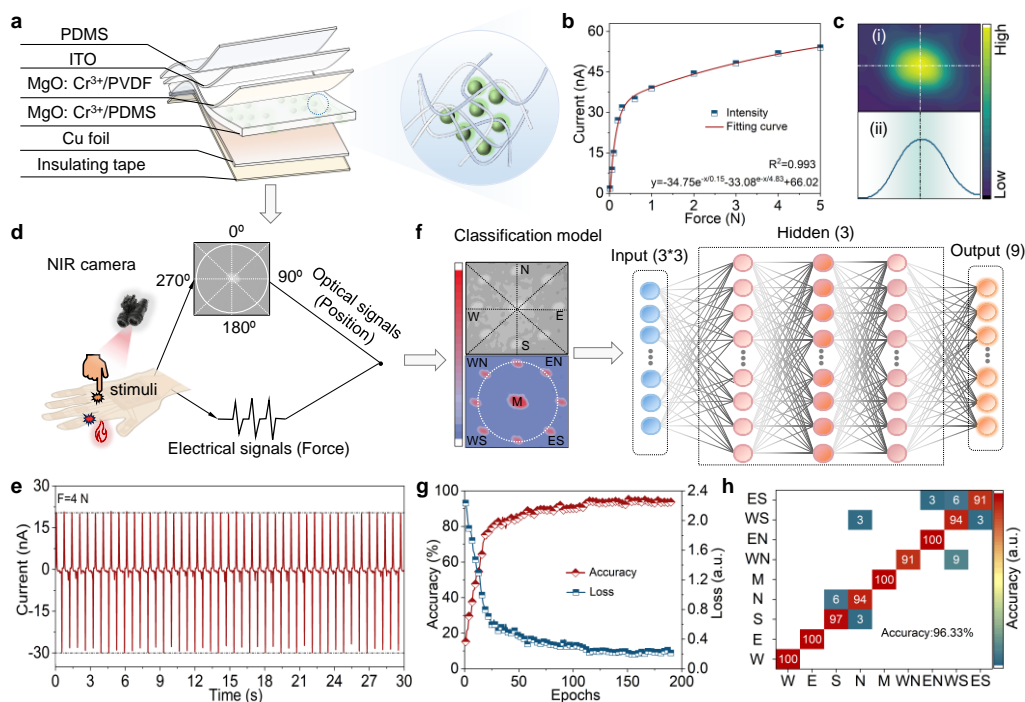 a
PDMS
ITO
MgO: Cr³⁺/PVDF
MgO: Cr³⁺/PDMS
Cu foil
Insulating tape
b
60
45
30
15
0
Current (nA)
Intensity
Fitting curve
R²=0.993
y=-34.75e^-x/0.15-33.08^e-x/4.83+66.02
0 1 2 3 4 5
Force (N)
c
(i)
(ii)
High
Low
d
NIR camera
0º
270º
90º
180º
Optical signals
(Position)
stimuli
Electrical signals (Force)
f
Classification model
N
W
E
S
WN
EN
M
WS
ES
Input (3*3)
Hidden (3)
Output (9)
e
F=4 N
30
15
0
-15
-30
Current (nA)
0 3 6 9 12 15 18 21 24 27 30
Time (s)
g
100
80
60
40
20
0
Accuracy (%)
Accuracy
Loss
2.4
2.0
1.6
1.2
0.8
0.4
0.0
Loss (a.u.)
0 50 100 150 200
Epochs
h
ES 3 6 91
WS 3 94 3
EN 100
WN 91 9
M 100
N 6 94
S 97 3
E 100
W 100
Accuracy:96.33%
W E S N M WN EN WS ES
Accuracy (a.u.)